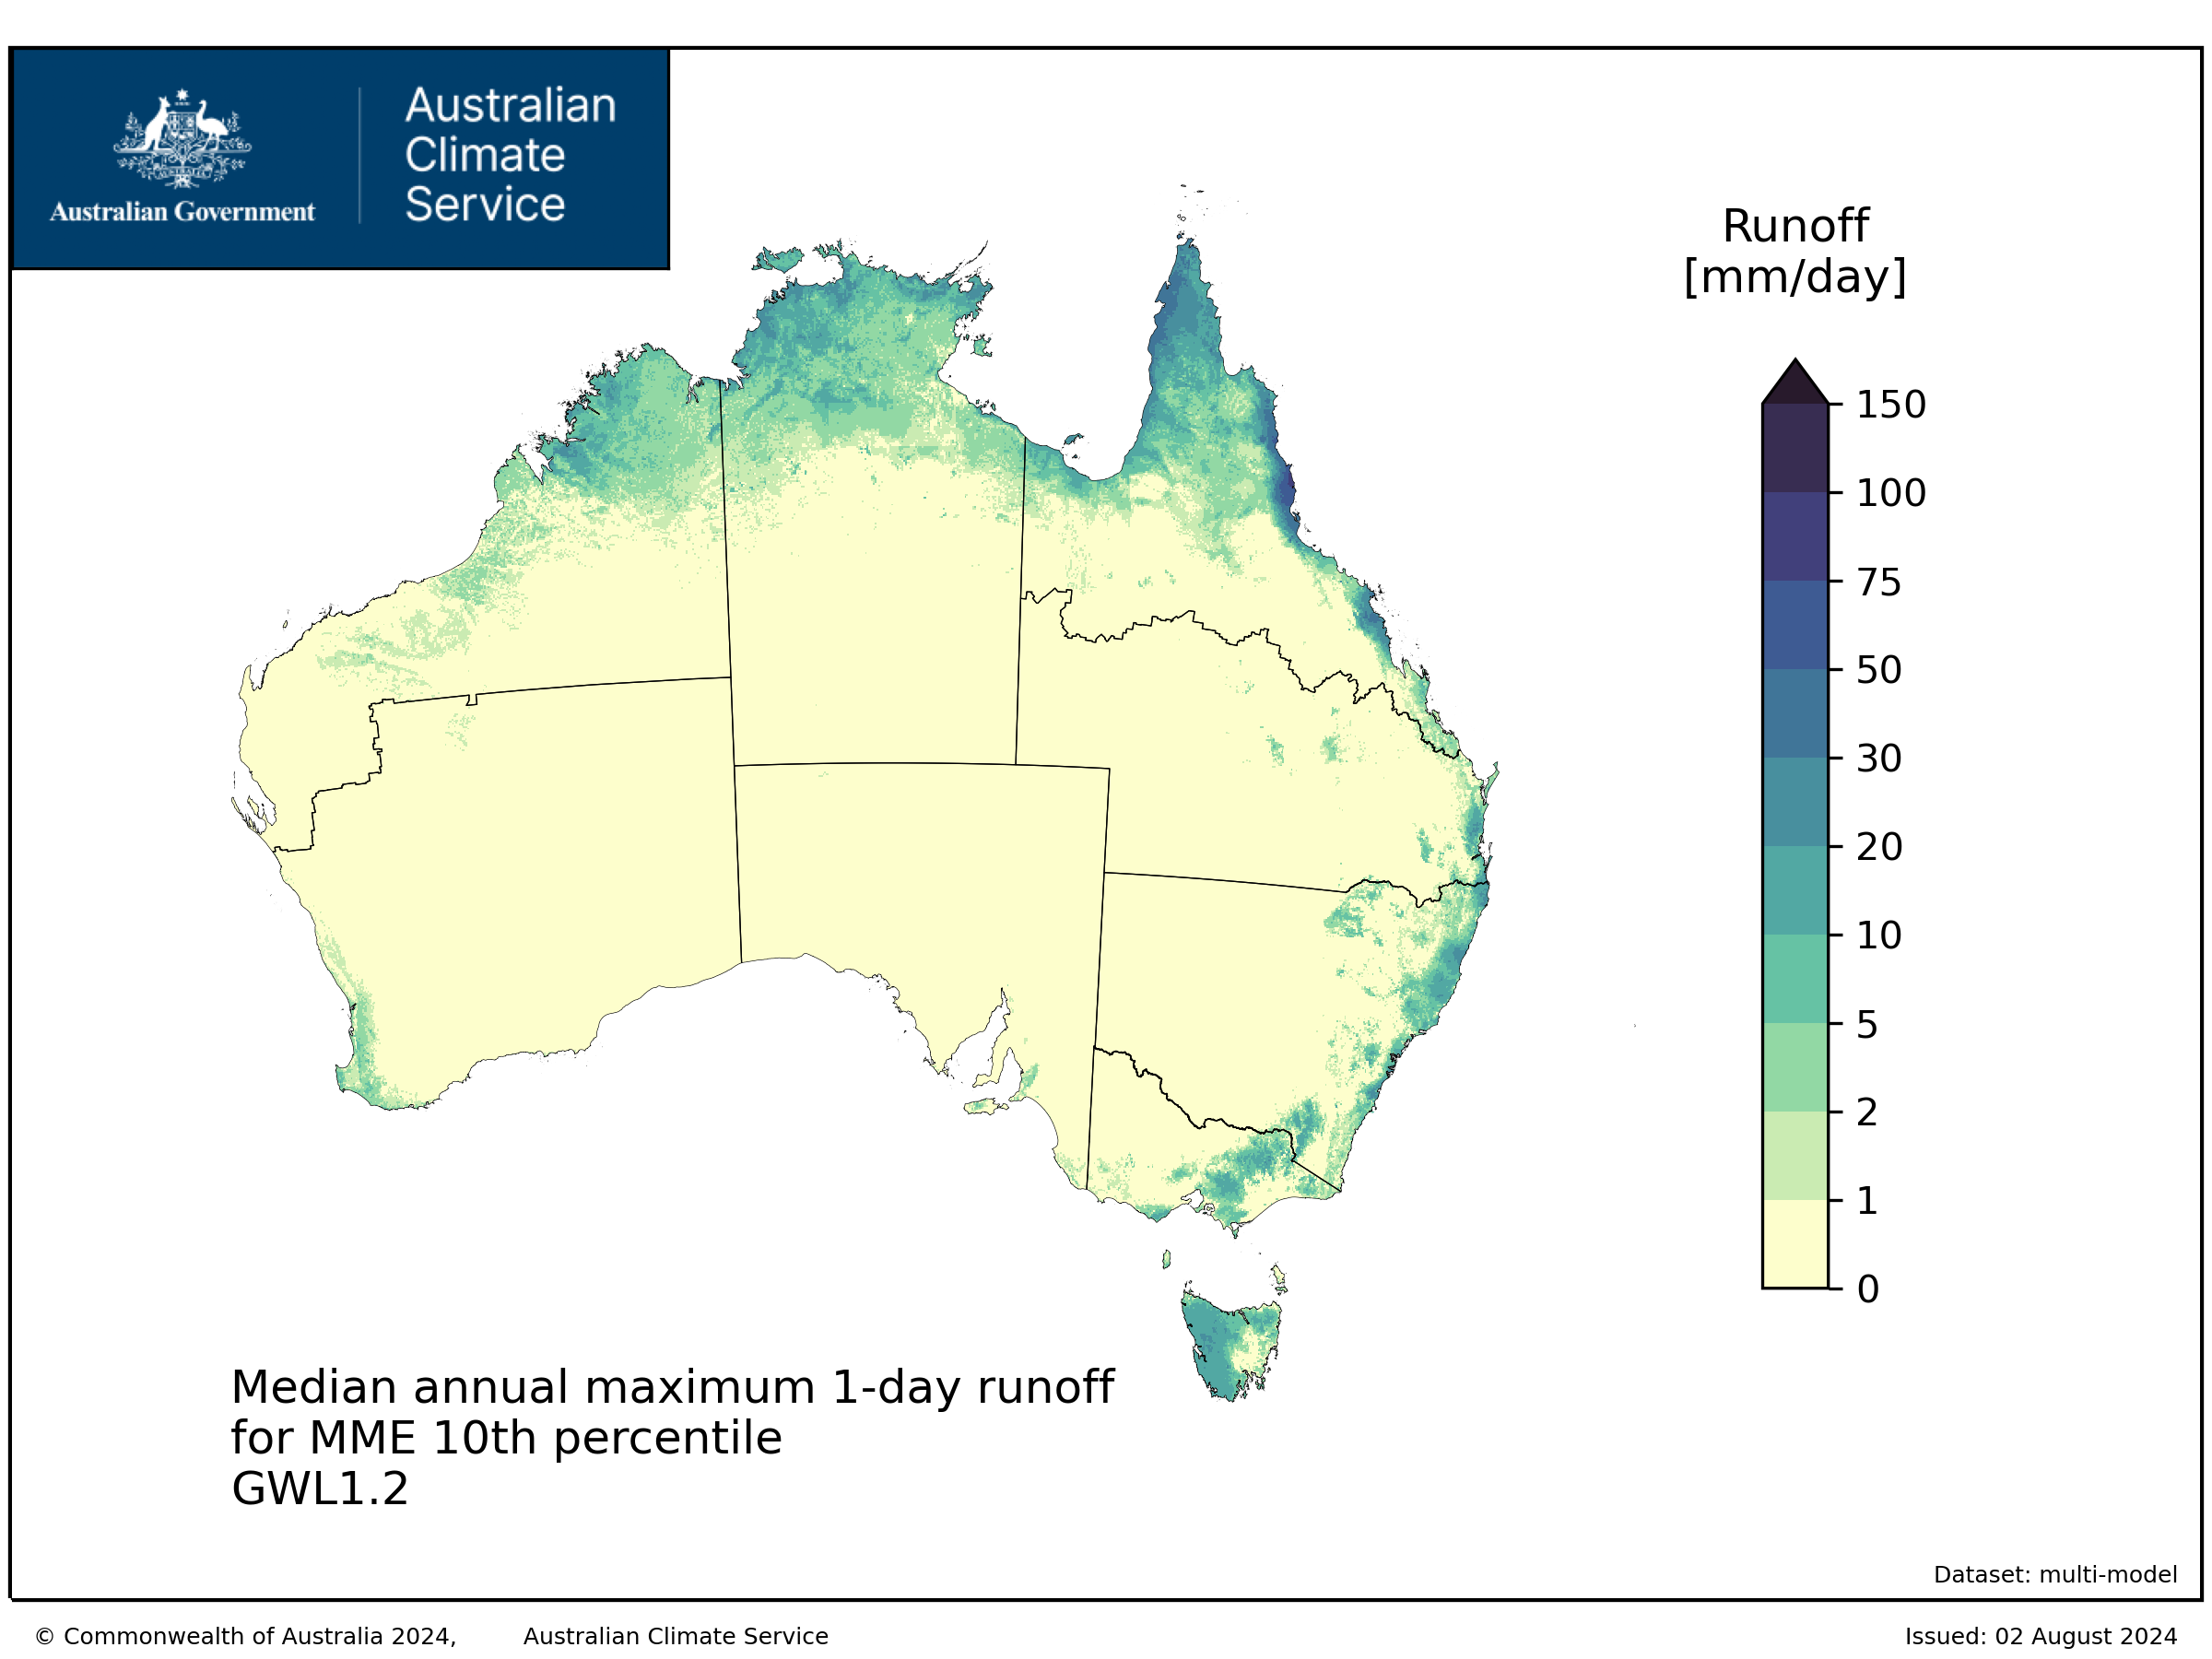 Australian Government
Australian
Climate
Service
Runoff
[mm/day]
150
100
75
50
30
20
10
5
2
1
0
Median annual maximum 1-day runoff
for MME 10th percentile
GWL1.2
Dataset: multi-model
© Commonwealth of Australia 2024, Australian Climate Service
Issued: 02 August 2024